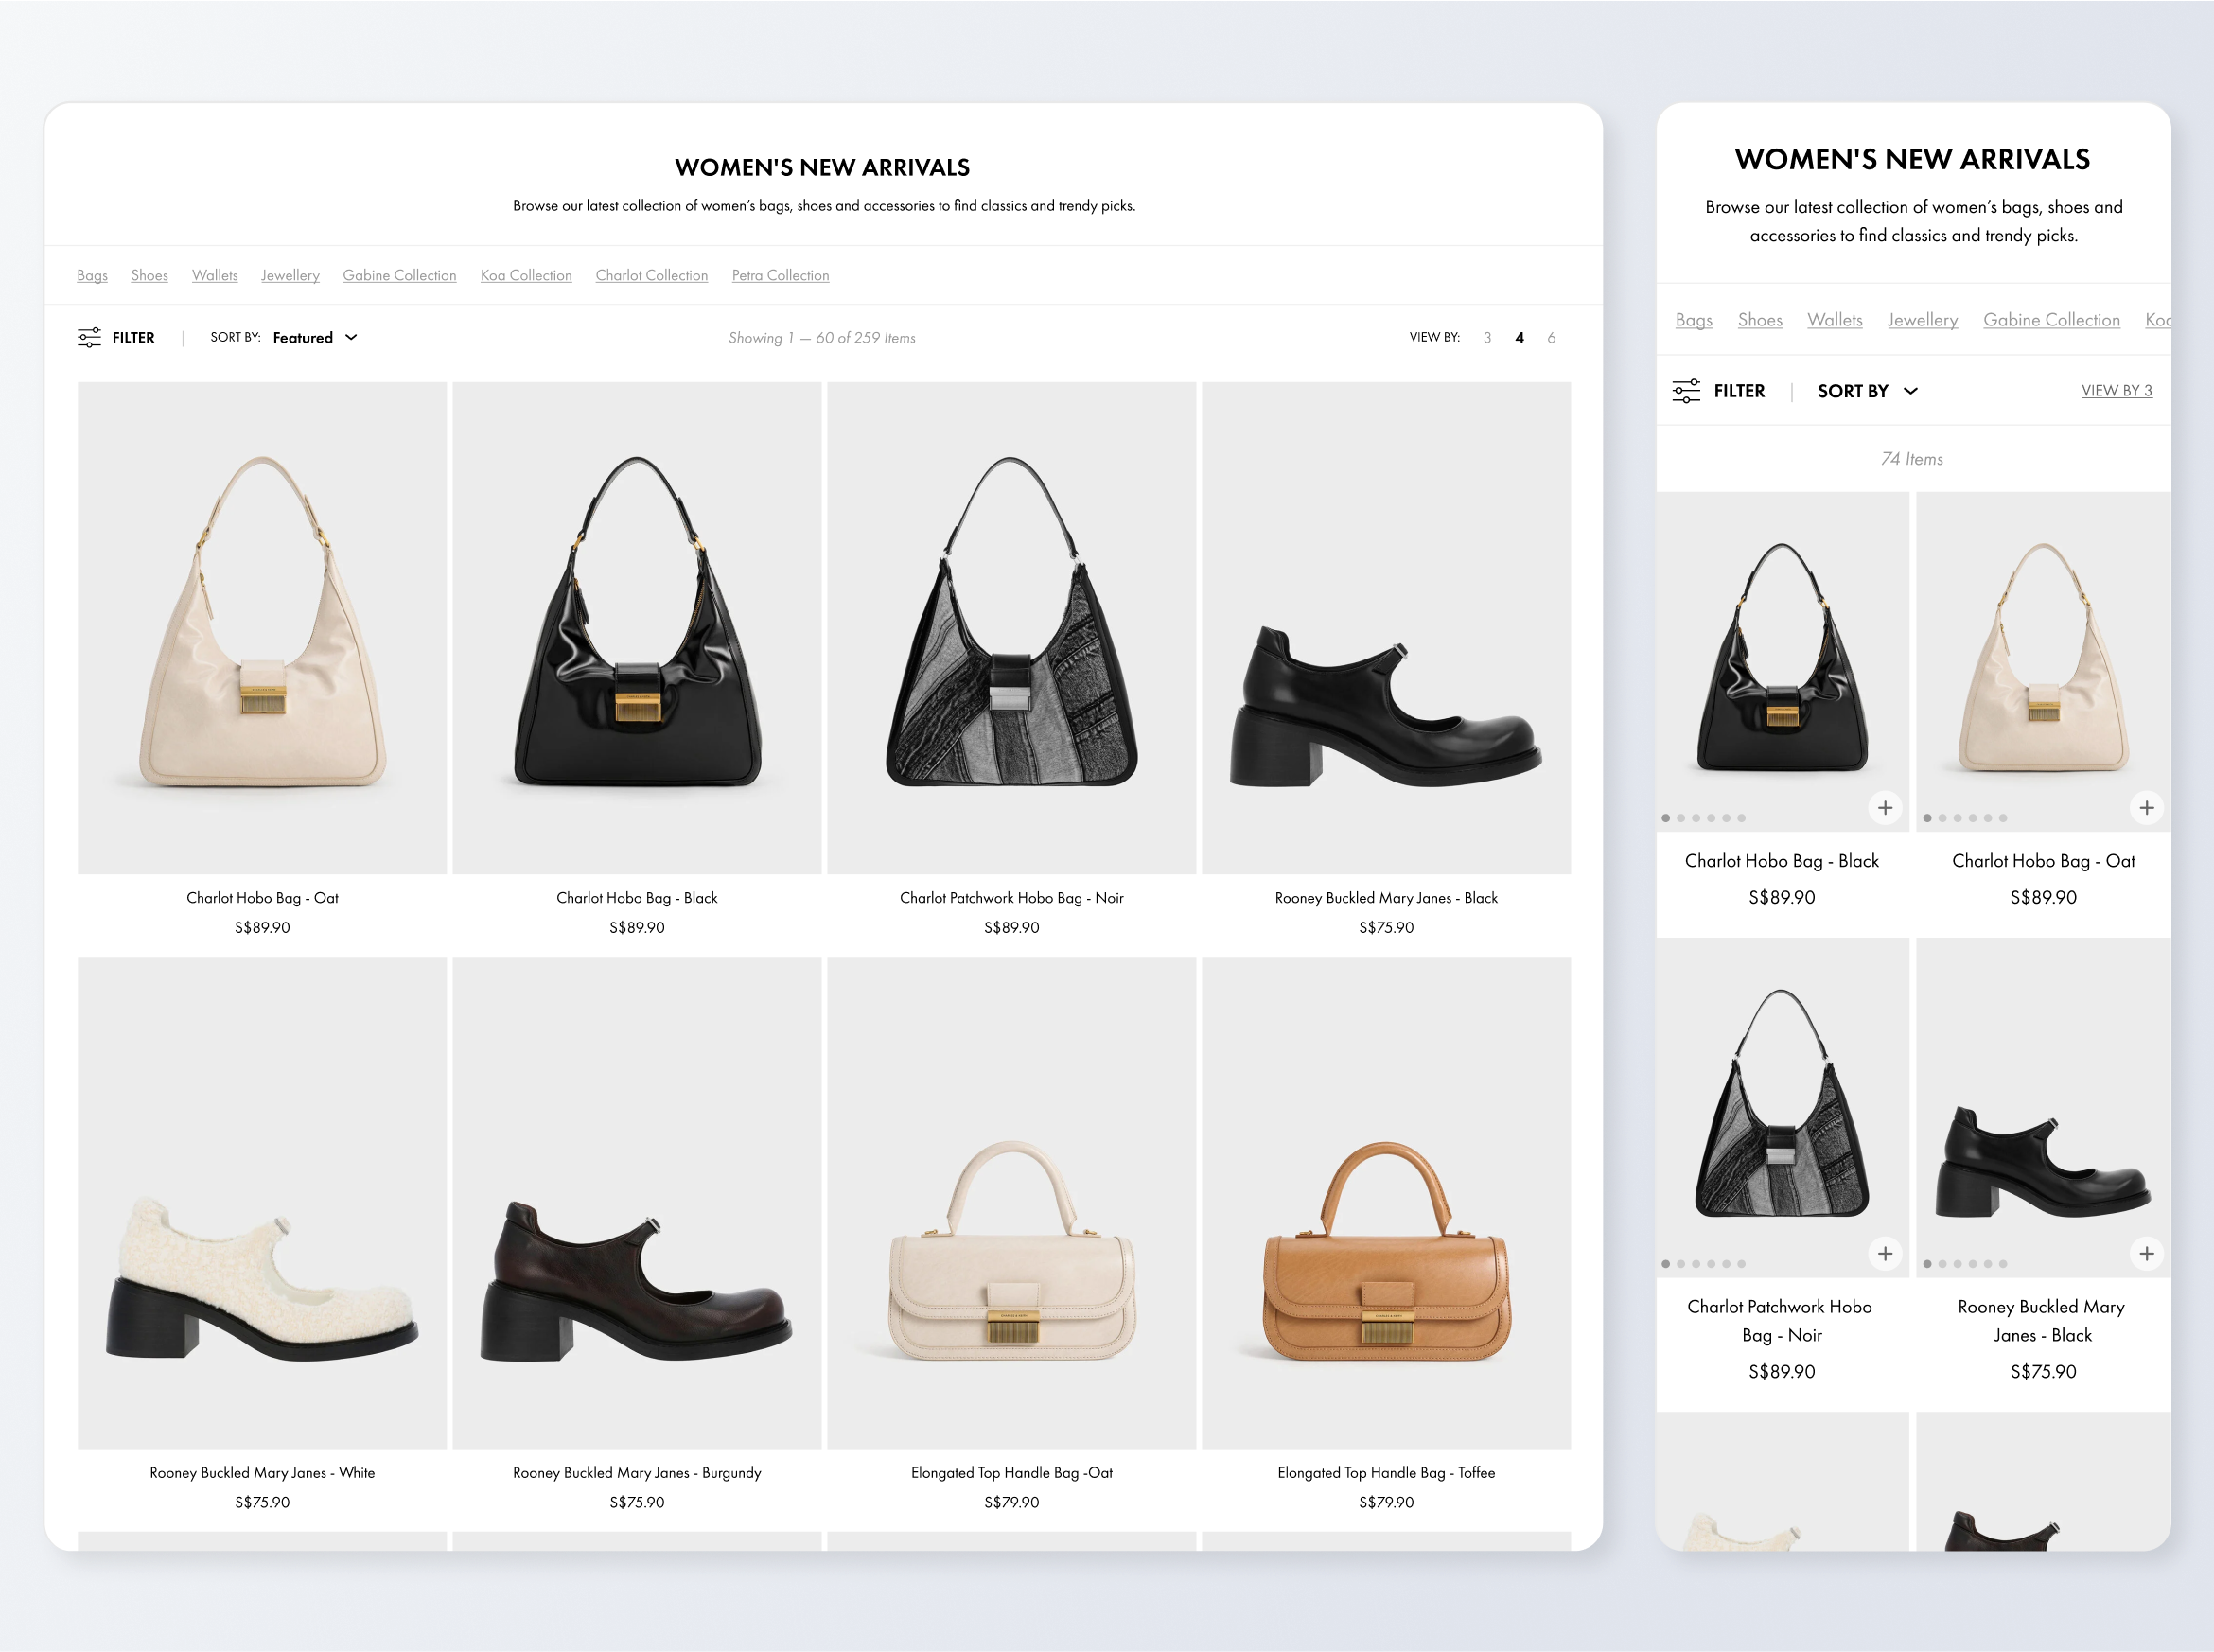 WOMEN'S NEW ARRIVALS
Browse our latest collection of women’s bags, shoes and accessories to find classics and trendy picks.
Bags Shoes Wallets Jewellery Gabine Collection Koa Collection Charlot Collection Petra Collection
FILTER | SORT BY: Featured Showing 1 — 60 of 259 Items VIEW BY: 3 4 6
Charlot Hobo Bag - Oat Charlot Hobo Bag - Black Charlot Patchwork Hobo Bag - Noir Rooney Buckled Mary Janes - Black
S$89.90 S$89.90 S$89.90 S$75.90
Rooney Buckled Mary Janes - White Rooney Buckled Mary Janes - Burgundy Elongated Top Handle Bag -Oat Elongated Top Handle Bag - Toffee
S$75.90 S$75.90 S$79.90 S$79.90
WOMEN'S NEW ARRIVALS
Browse our latest collection of women’s bags, shoes and
accessories to find classics and trendy picks.
Bags Shoes Wallets Jewellery Gabine Collection
FILTER | SORT BY VIEW BY 3
74 Items
Charlot Hobo Bag - Black Charlot Hobo Bag - Oat
S$89.90 S$89.90
Charlot Patchwork Hobo Rooney Buckled Mary
Bag - Noir Janes - Black
S$89.90 S$75.90